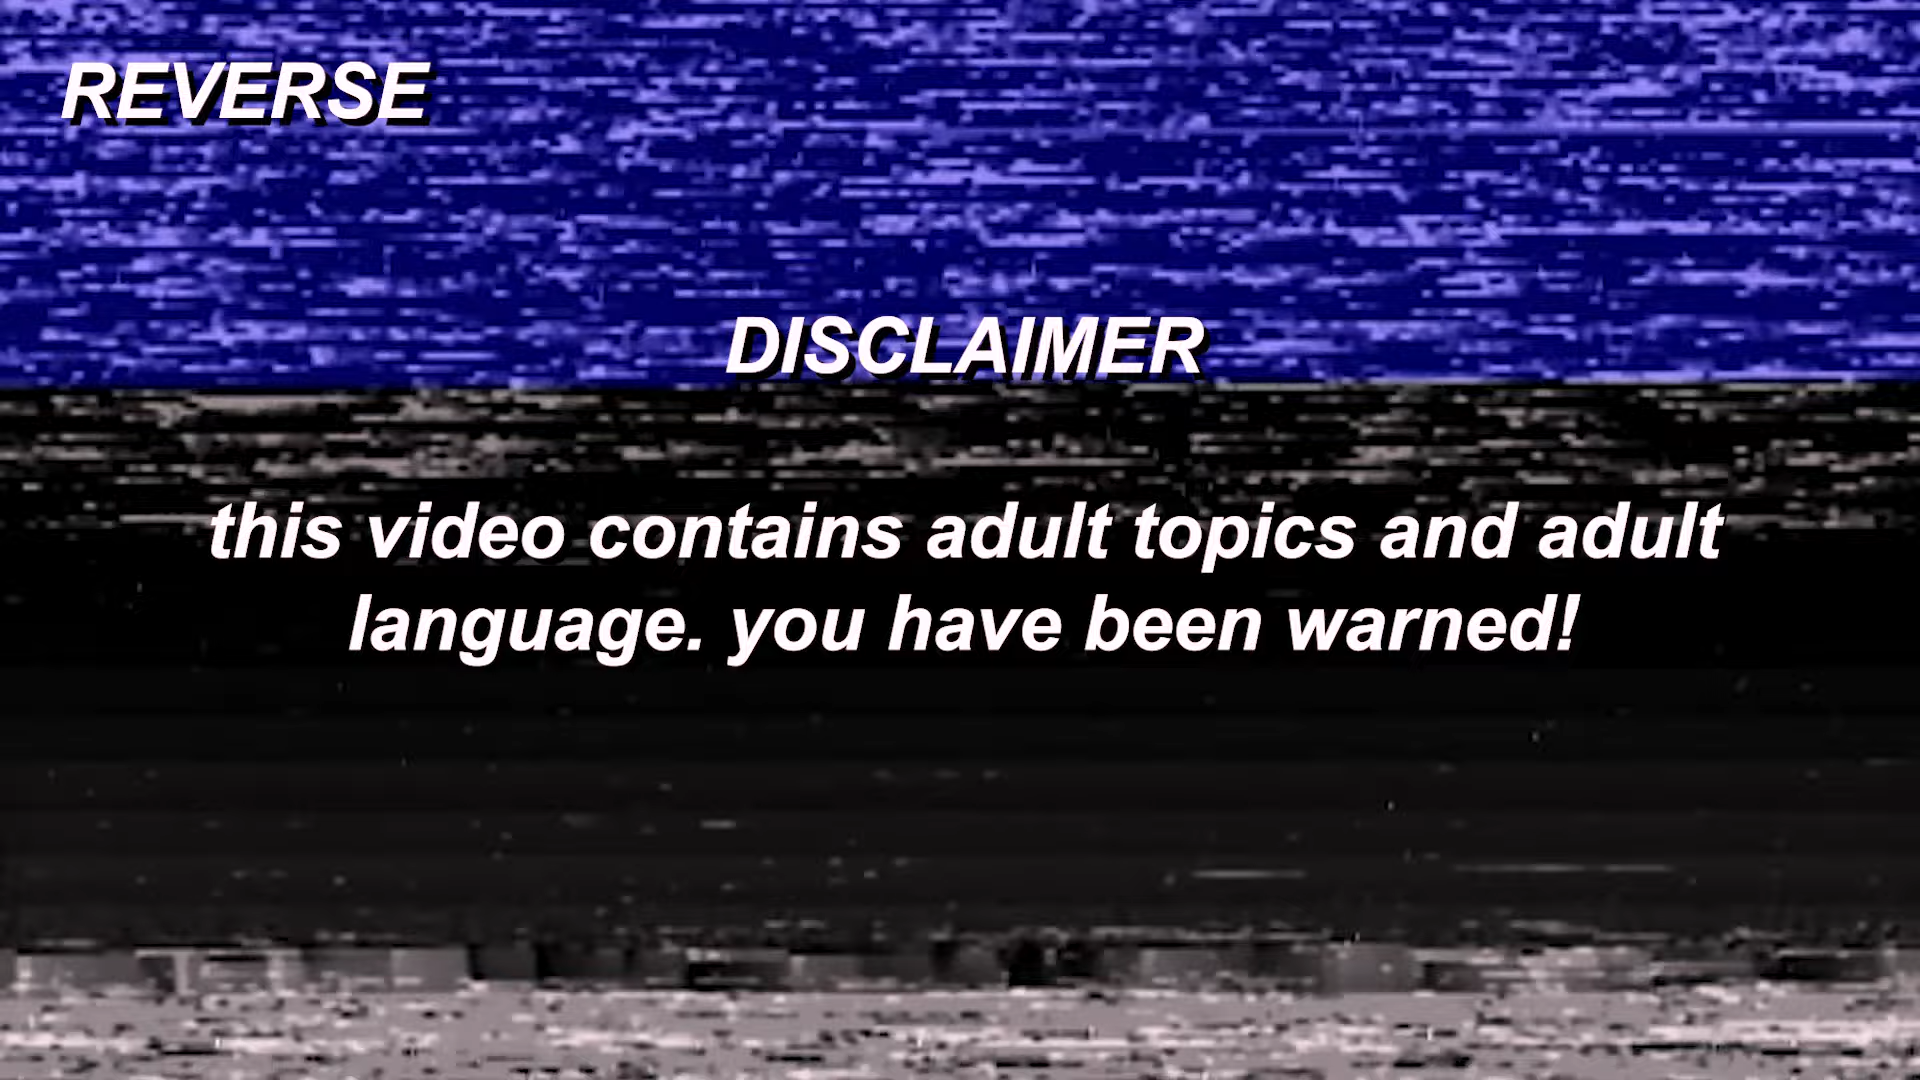 REVERSE
DISCLAIMER
this video contains adult topics and adult
language. you have been warned!